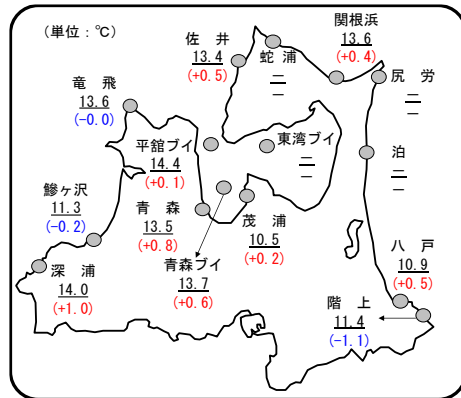 (単位:℃)
関根浜
13.6
(+0.4)
佐 井
13.4
(+0.5)
蛇 浦
—
—
尻 労
—
—
竜 飛
13.6
(-0.0)
平舘ブイ
14.4
(+0.1)
東湾ブイ
—
—
泊
—
—
鰺ヶ沢
11.3
(-0.2)
青 森
13.5
(+0.8)
茂 浦
10.5
(+0.2)
深 浦
14.0
(+1.0)
青森ブイ
13.7
(+0.6)
八 戸
10.9
(+0.5)
階 上
11.4
(-1.1)